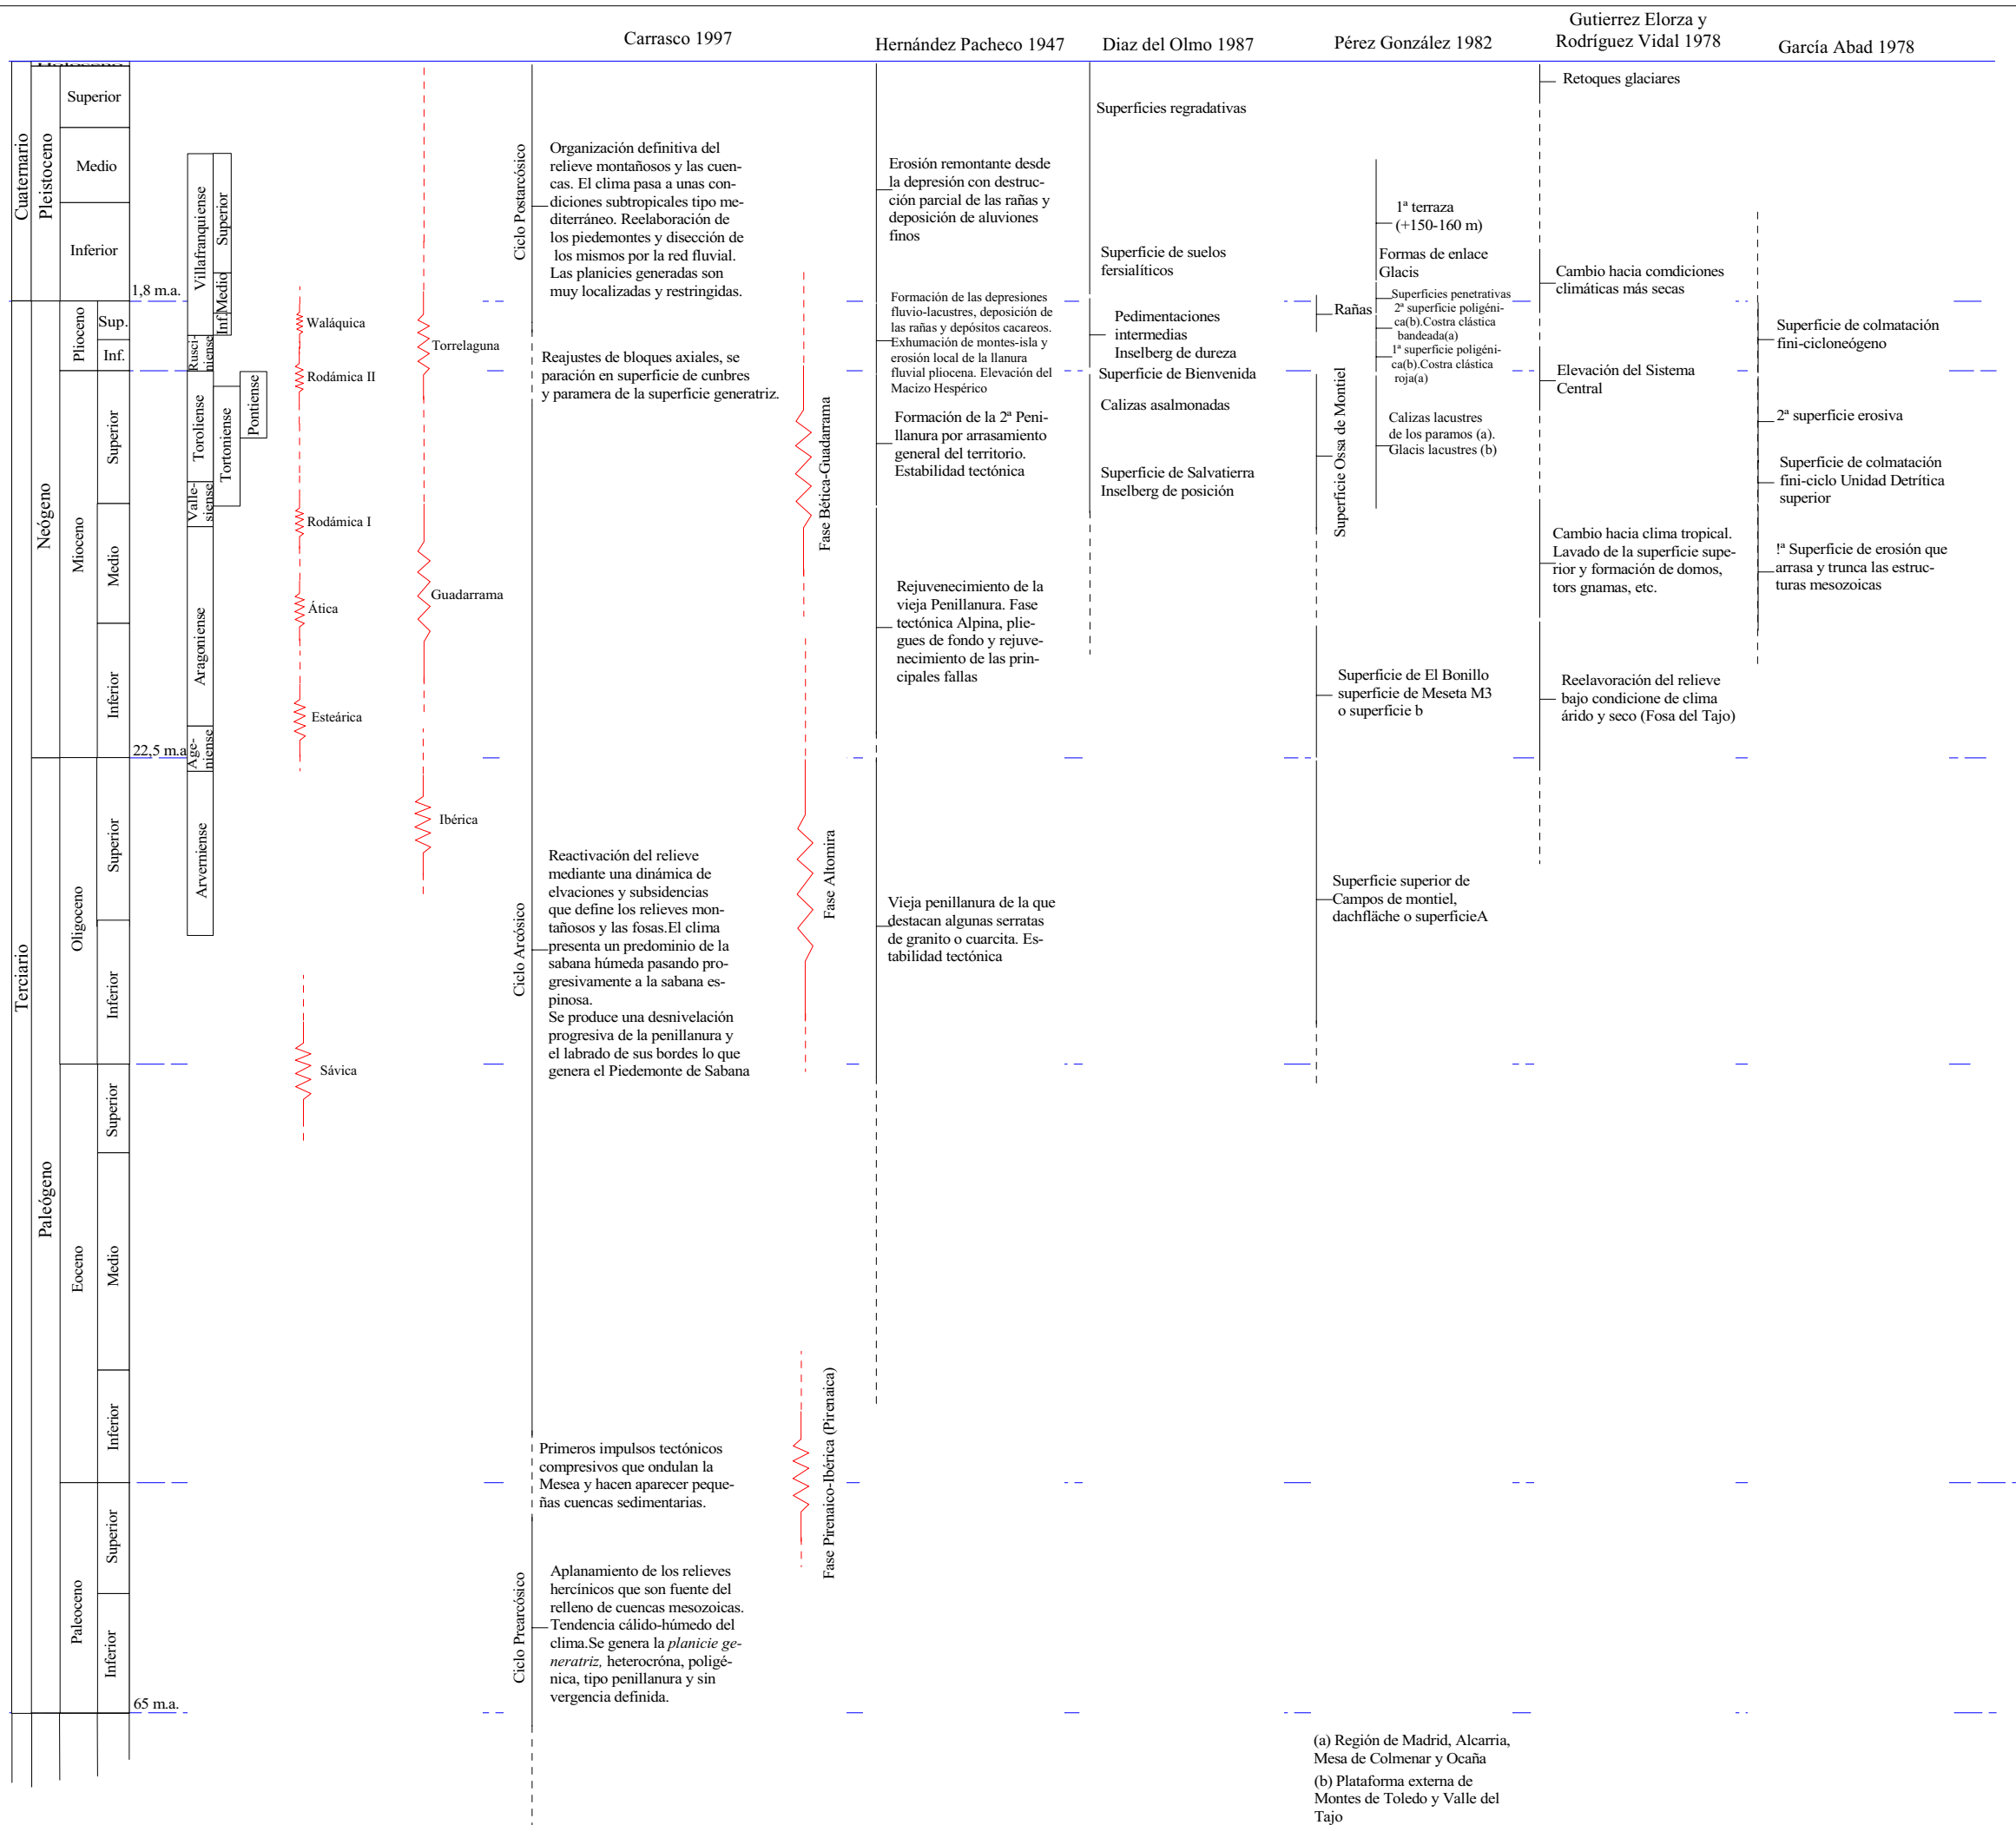 Carrasco 1997
Hernández Pacheco 1947
Diaz del Olmo 1987
Pérez González 1982
Gutierrez Elorza y
Rodríguez Vidal 1978
García Abad 1978
Cuaternario
Terciario
Pleistoceno
Neógeno
Paleógeno
Superior
Medio
Inferior
1,8 m.a.
Plioceno
Sup.
Inf.
Mioceno
Superior
Medio
Inferior
22,5 m.a
Oligoceno
Superior
Inferior
Eoceno
Superior
Medio
Inferior
Paleoceno
Superior
Inferior
65 m.a.
Villafranquiense
Superior
Medio
Inf.
Rusci-
niense
Toroliense
Tortoniense
Pontiense
Valle-
siense
Aragoniense
Age-
niense
Arverniense
Waláquica
Rodámica II
Rodámica I
Ática
Esteárica
Sávica
Torrelaguna
Guadarrama
Ibérica
Ciclo Postarcósico
Organización definitiva del
relieve montañosos y las cuen-
cas. El clima pasa a unas con-
diciones subtropicales tipo me-
diterráneo. Reelaboración de
los piedemontes y disección de
los mismos por la red fluvial.
Las planicies generadas son
muy localizadas y restringidas.
Reajustes de bloques axiales, se
paración en superficie de cunbres
y paramera de la superficie generatriz.
Ciclo Arcósico
Reactivación del relieve
mediante una dinámica de
elvaciones y subsidencias
que define los relieves mon-
tañosos y las fosas.El clima
presenta un predominio de la
sabana húmeda pasando pro-
gresivamente a la sabana es-
pinosa.
Se produce una desnivelación
progresiva de la penillanura y
el labrado de sus bordes lo que
genera el Piedemonte de Sabana
Primeros impulsos tectónicos
compresivos que ondulan la
Mesea y hacen aparecer peque-
ñas cuencas sedimentarias.
Ciclo Prearcósico
Aplanamiento de los relieves
hercínicos que son fuente del
relleno de cuencas mesozoicas.
Tendencia cálido-húmedo del
clima.Se genera la planicie ge-
neratriz, heterocróna, poligé-
nica, tipo penillanura y sin
vergencia definida.
Fase Bética-Guadarrama
Fase Altomira
Fase Pirenaico-Ibérica (Pirenaica)
Erosión remontante desde
la depresión con destruc-
ción parcial de las rañas y
deposición de aluviones
finos
Formación de las depresiones
fluvio-lacustres, deposición de
las rañas y depósitos cacareos.
Exhumación de montes-isla y
erosión local de la llanura
fluvial pliocena. Elevación del
Macizo Hespérico
Formación de la 2ª Peni-
llanura por arrasamiento
general del territorio.
Estabilidad tectónica
Rejuvenecimiento de la
vieja Penillanura. Fase
tectónica Alpina, plie-
gues de fondo y rejuve-
necimiento de las prin-
cipales fallas
Vieja penillanura de la que
destacan algunas serratas
de granito o cuarcita. Es-
tabilidad tectónica
Superficies regradativas
Superficie de suelos
fersialíticos
Pedimentaciones
intermedias
Inselberg de dureza
Superficie de Bienvenida
Calizas asalmonadas
Superficie de Salvatierra
Inselberg de posición
1ª terraza
(+150-160 m)
Formas de enlace
Glacis
Rañas
Superficies penetrativas
2ª superficie poligéni-
ca(b).Costra clástica
bandeada(a)
1ª superficie poligéni-
ca(b).Costra clástica
roja(a)
Superficie Ossa de Montiel
Calizas lacustres
de los paramos (a).
Glacis lacustres (b)
Superficie de El Bonillo
superficie de Meseta M3
o superficie b
Superficie superior de
Campos de montiel,
dachfläche o superficieA
Retoques glaciares
Cambio hacia comdiciones
climáticas más secas
Elevación del Sistema
Central
Cambio hacia clima tropical.
Lavado de la superficie supe-
rior y formación de domos,
tors gnamas, etc.
Reelavoración del relieve
bajo condicione de clima
árido y seco (Fosa del Tajo)
Superficie de colmatación
fini-cicloneógeno
2ª superficie erosiva
Superficie de colmatación
fini-ciclo Unidad Detrítica
superior
!ª Superficie de erosión que
arrasa y trunca las estruc-
turas mesozoicas
(a) Región de Madrid, Alcarria,
Mesa de Colmenar y Ocaña
(b) Plataforma externa de
Montes de Toledo y Valle del
Tajo